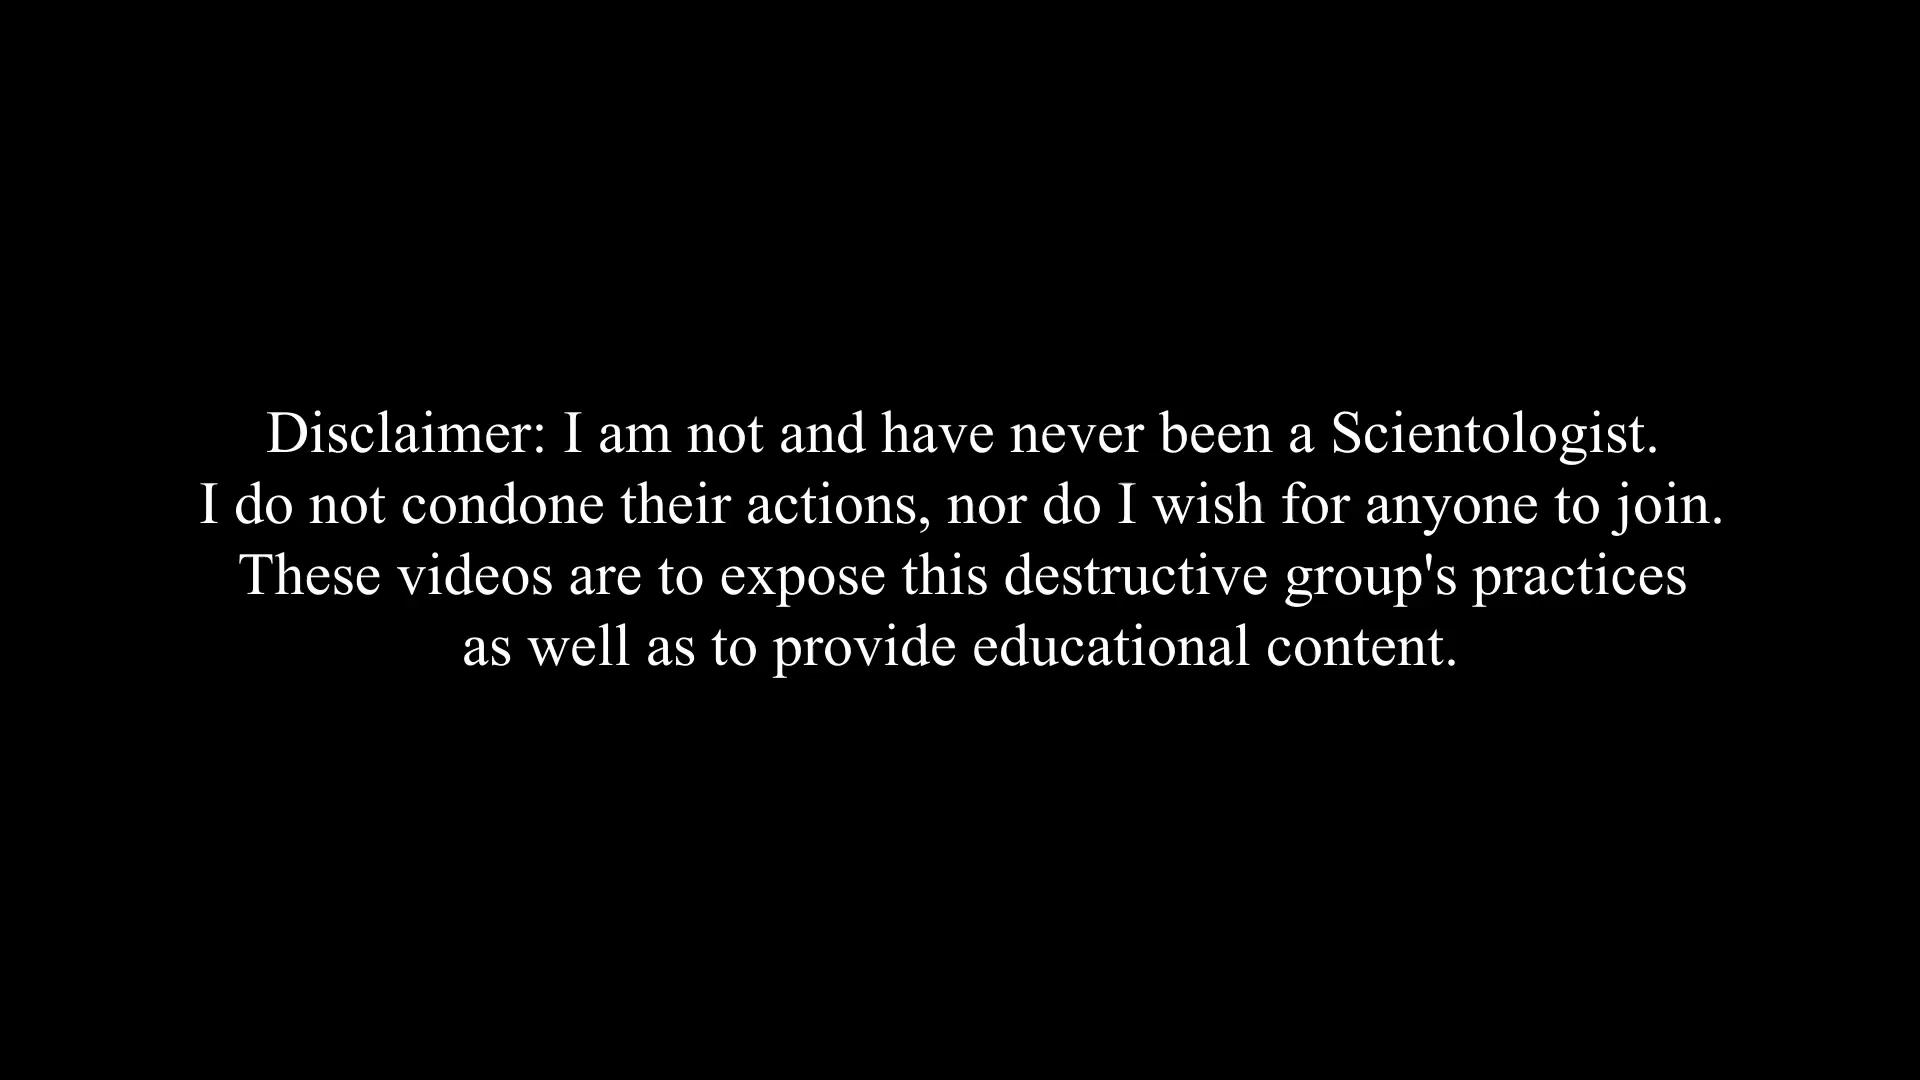 Disclaimer: I am not and have never been a Scientologist.
I do not condone their actions, nor do I wish for anyone to join.
These videos are to expose this destructive group's practices
as well as to provide educational content.